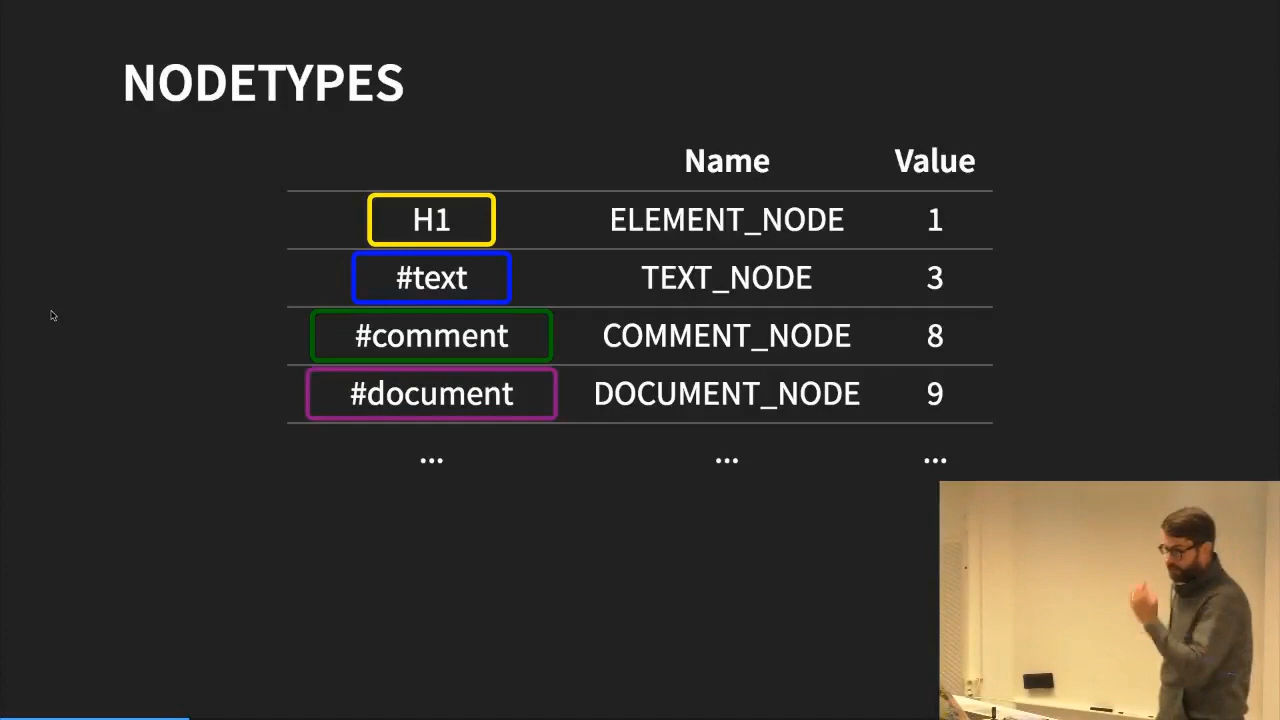 NODETYPES
Name Value
H1 ELEMENT_NODE 1
#text TEXT_NODE 3
#comment COMMENT_NODE 8
#document DOCUMENT_NODE 9
... ... ...